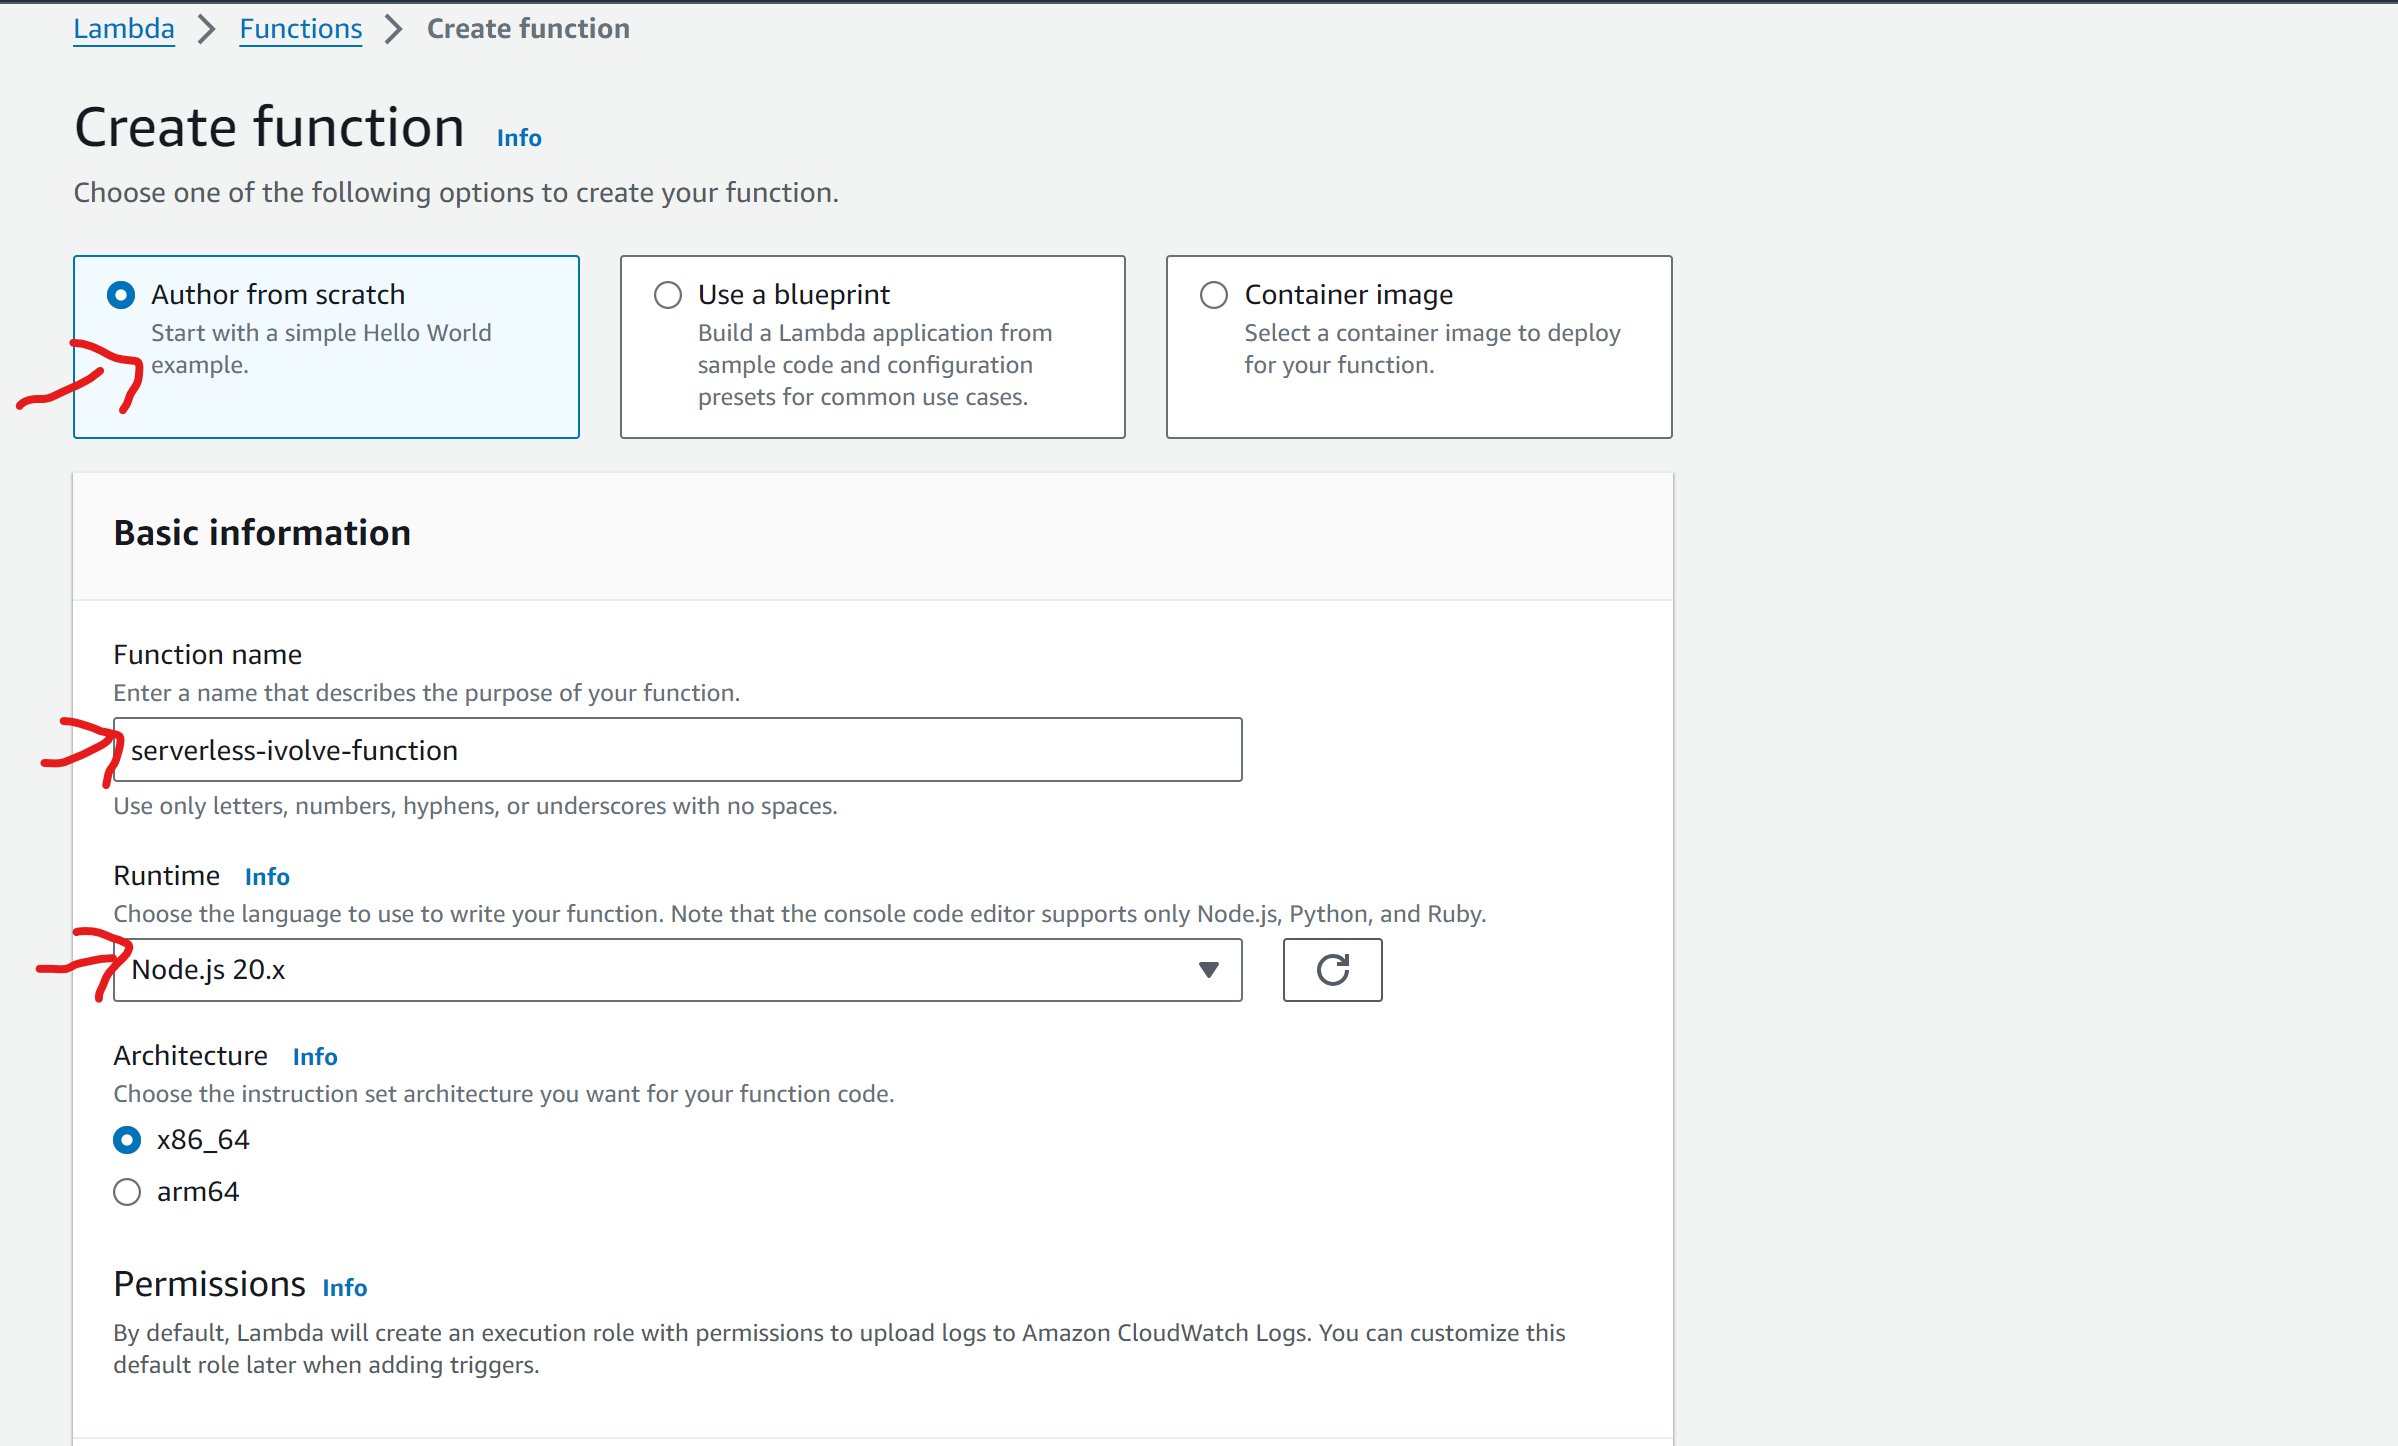 Lambda > Functions > Create function
Create function Info
Choose one of the following options to create your function.
Author from scratch
Start with a simple Hello World
example.
Use a blueprint
Build a Lambda application from
sample code and configuration
presets for common use cases.
Container image
Select a container image to deploy
for your function.
Basic information
Function name
Enter a name that describes the purpose of your function.
serverless-ivolve-function
Use only letters, numbers, hyphens, or underscores with no spaces.
Runtime Info
Choose the language to use to write your function. Note that the console code editor supports only Node.js, Python, and Ruby.
Node.js 20.x
Architecture Info
Choose the instruction set architecture you want for your function code.
x86_64
arm64
Permissions Info
By default, Lambda will create an execution role with permissions to upload logs to Amazon CloudWatch Logs. You can customize this
default role later when adding triggers.